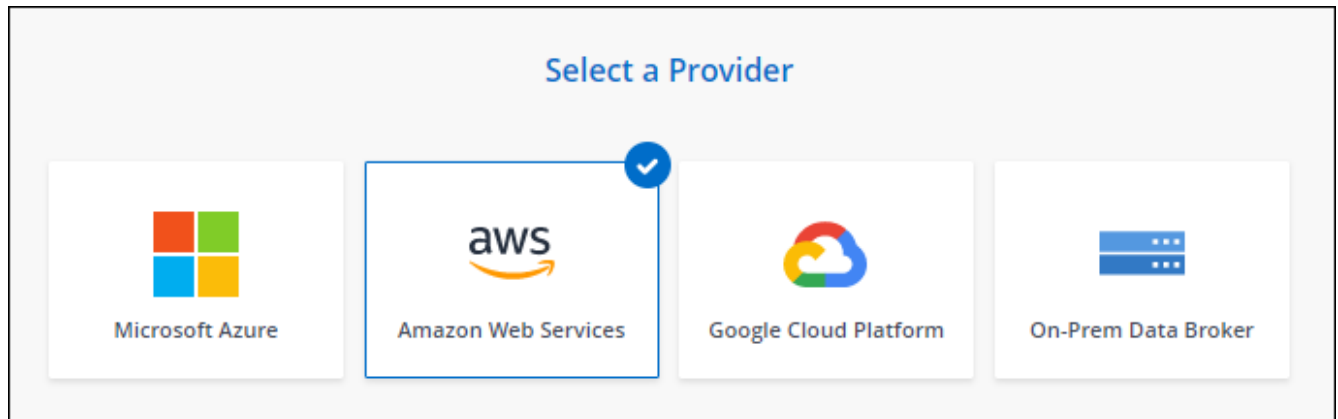 Select a Provider
aws
Microsoft Azure
Amazon Web Services
Google Cloud Platform
On-Prem Data Broker